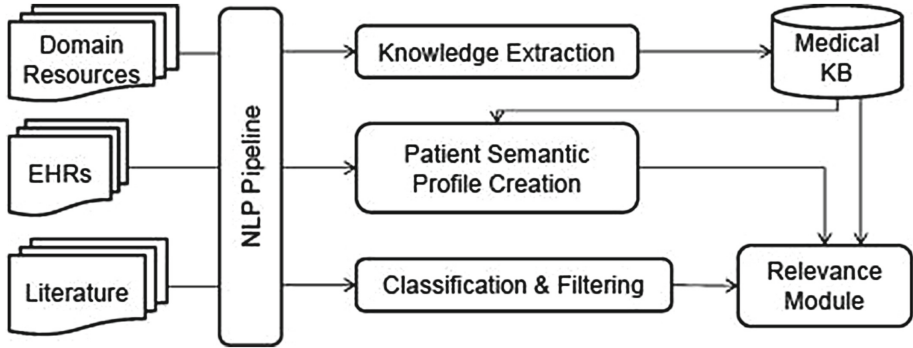 Domain
Resources
Knowledge Extraction
Medical
KB
NLP Pipeline
EHRs
Patient Semantic
Profile Creation
Literature
Classification & Filtering
Relevance
Module